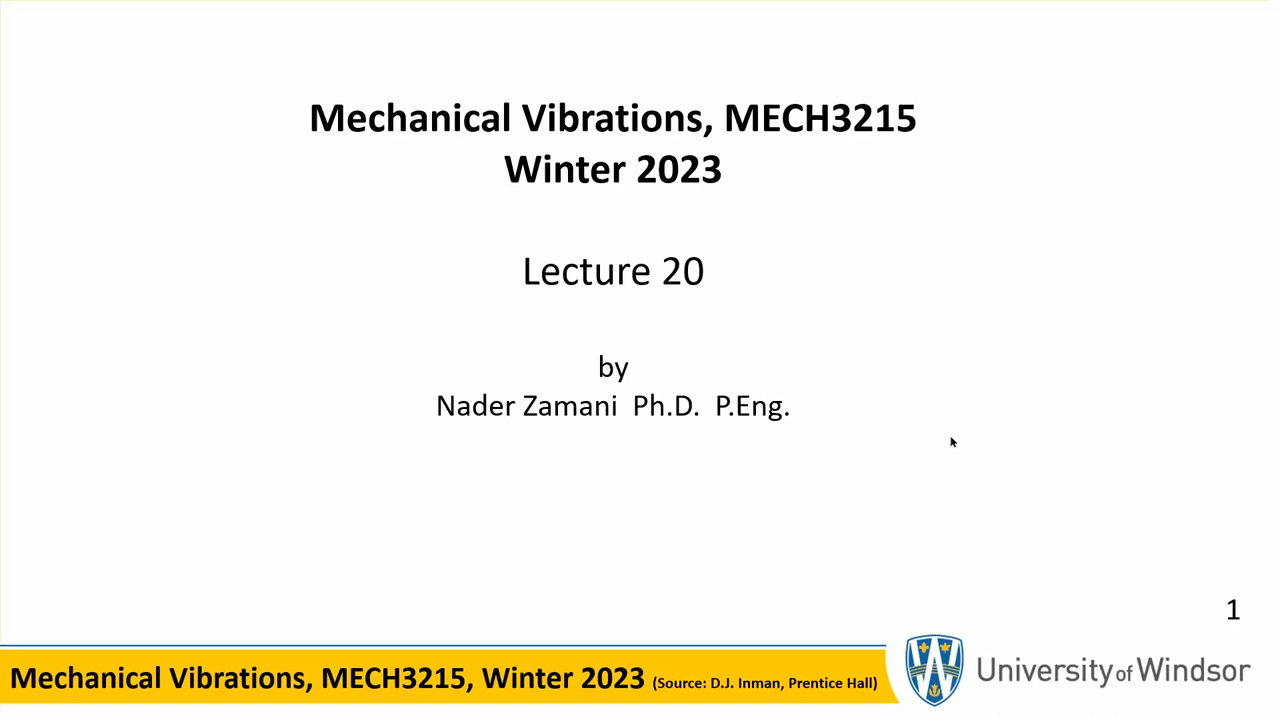 Mechanical Vibrations, MECH3215
Winter 2023
Lecture 20
by
Nader Zamani Ph.D. P.Eng.
1
Mechanical Vibrations, MECH3215, Winter 2023 (Source: D.J. Inman, Prentice Hall)
University of Windsor